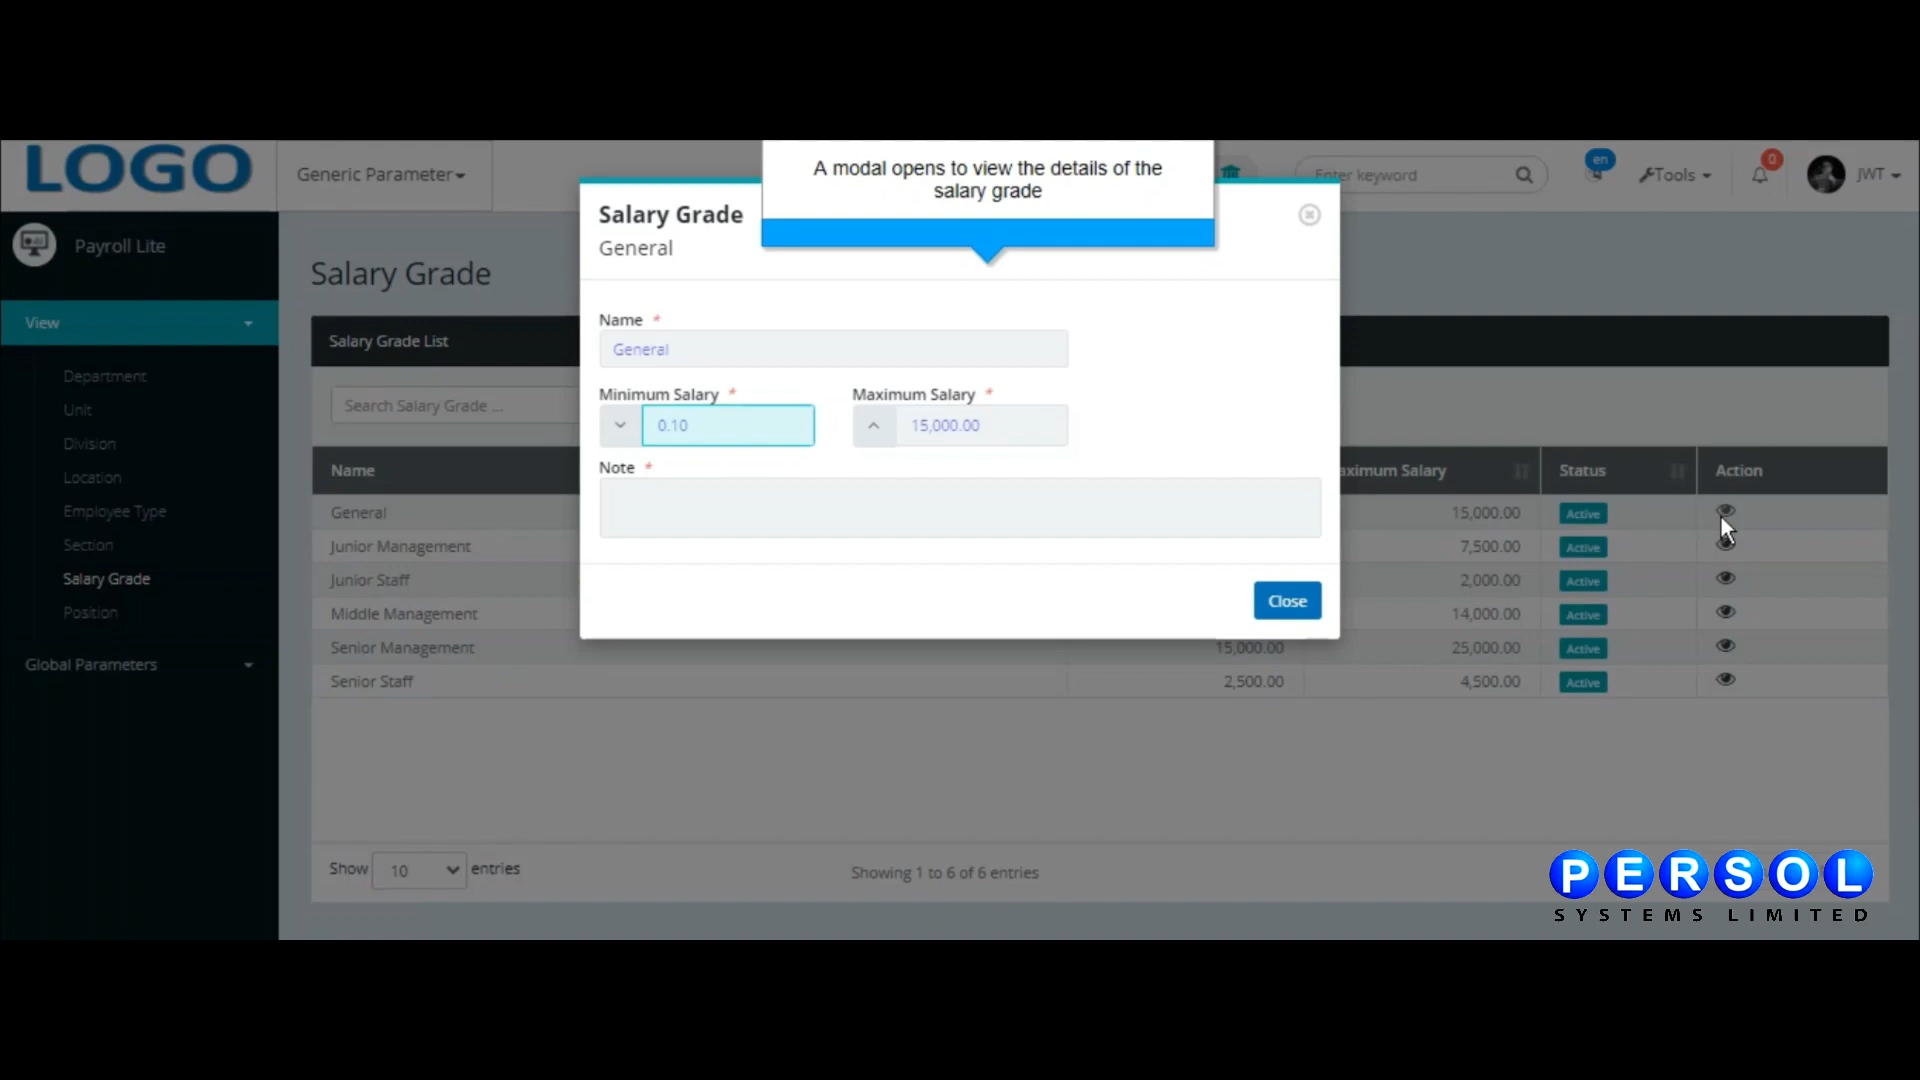 LOGO
Generic Parameter
A modal opens to view the details of the
salary grade
Enter keyword
en
Tools
0
JWT
Payroll Lite
View
Department
Unit
Division
Location
Employee Type
Section
Salary Grade
Position
Global Parameters
Salary Grade
Salary Grade List
Search Salary Grade ...
Salary Grade
General
Name *
General
Minimum Salary * Maximum Salary *
0.10 15,000.00
Note *
Close
Name aximum Salary Status Action
General 15,000.00 Active
Junior Management 7,500.00 Active
Junior Staff 2,000.00 Active
Middle Management 14,000.00 Active
Senior Management 15,000.00 25,000.00 Active
Senior Staff 2,500.00 4,500.00 Active
Show 10 entries
Showing 1 to 6 of 6 entries
PERSOL
SYSTEMS LIMITED